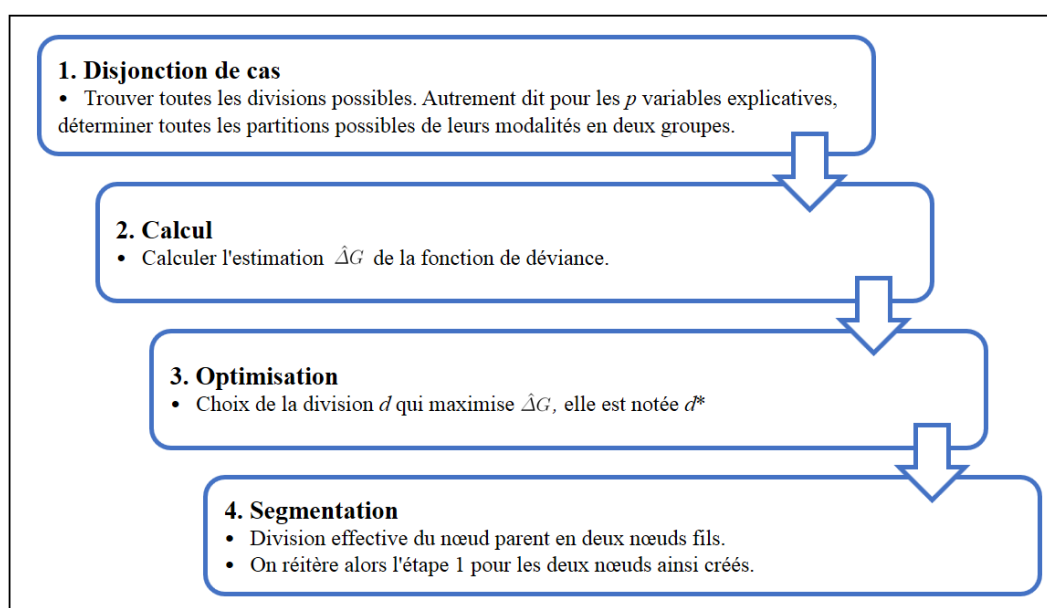 1. Disjonction de cas
• Trouver toutes les divisions possibles. Autrement dit pour les p variables explicatives,
déterminer toutes les partitions possibles de leurs modalités en deux groupes.
2. Calcul
• Calculer l'estimation Δ̂G de la fonction de déviance.
3. Optimisation
• Choix de la division d qui maximise Δ̂G, elle est notée d*
4. Segmentation
• Division effective du nœud parent en deux nœuds fils.
• On réitère alors l'étape 1 pour les deux nœuds ainsi créés.